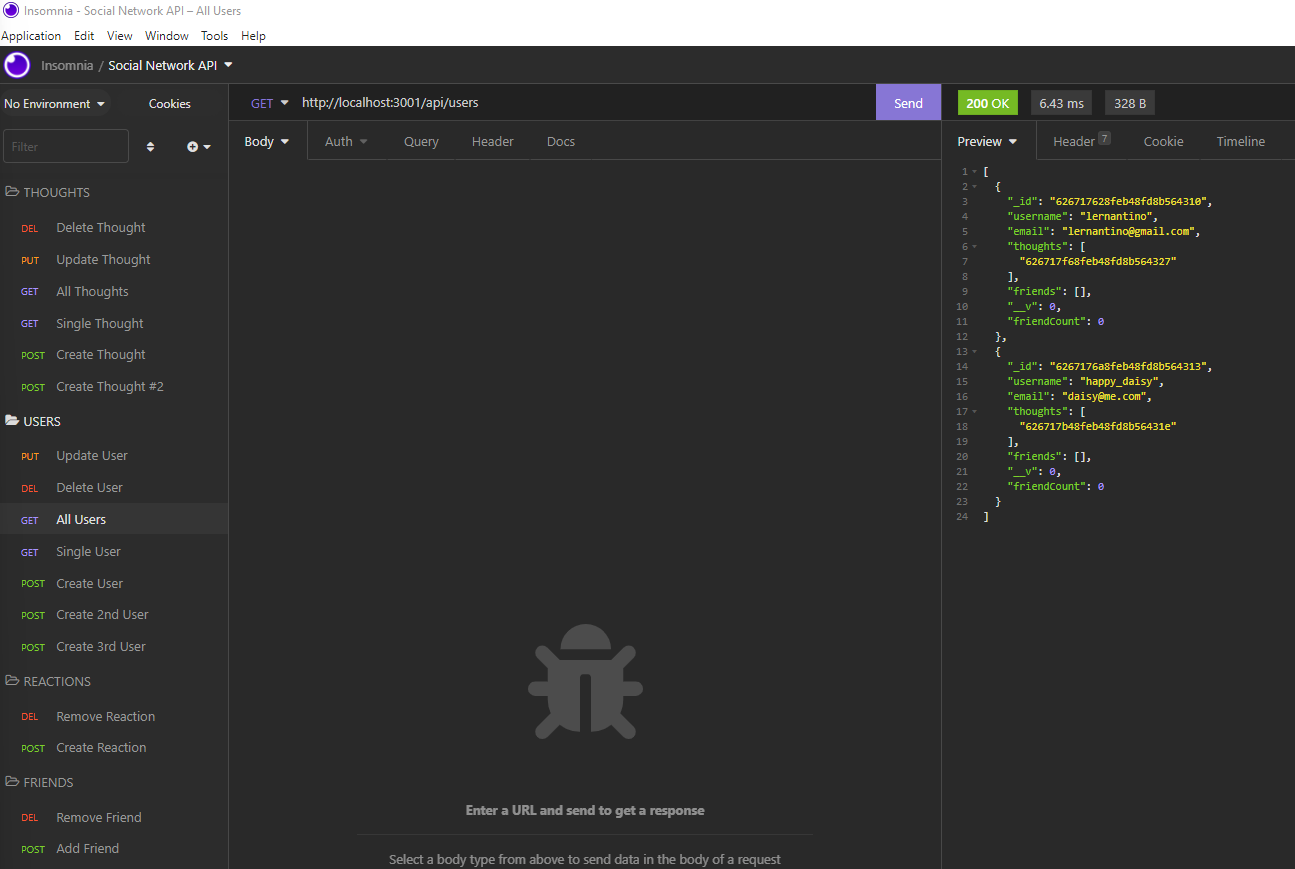 Insomnia - Social Network API – All Users
Application Edit View Window Tools Help
Insomnia / Social Network API
No Environment Cookies
Filter
THOUGHTS
DEL Delete Thought
PUT Update Thought
GET All Thoughts
GET Single Thought
POST Create Thought
POST Create Thought #2
USERS
PUT Update User
DEL Delete User
GET All Users
GET Single User
POST Create User
POST Create 2nd User
POST Create 3rd User
REACTIONS
DEL Remove Reaction
POST Create Reaction
FRIENDS
DEL Remove Friend
POST Add Friend
GET http://localhost:3001/api/users Send
Body Auth Query Header Docs
Enter a URL and send to get a response
Select a body type from above to send data in the body of a request
200 OK 6.43 ms 328 B
Preview Header 7 Cookie Timeline
1 [
2 {
3 "_id": "626717628feb48fd8b564310",
4 "username": "lernantino",
5 "email": "lernantino@gmail.com",
6 "thoughts": [
7 "626717f68feb48fd8b564327"
8 ],
9 "friends": [],
10 "__v": 0,
11 "friendCount": 0
12 },
13 {
14 "_id": "6267176a8feb48fd8b564313",
15 "username": "happy_daisy",
16 "email": "daisy@me.com",
17 "thoughts": [
18 "626717b48feb48fd8b56431e"
19 ],
20 "friends": [],
21 "__v": 0,
22 "friendCount": 0
23 }
24 ]